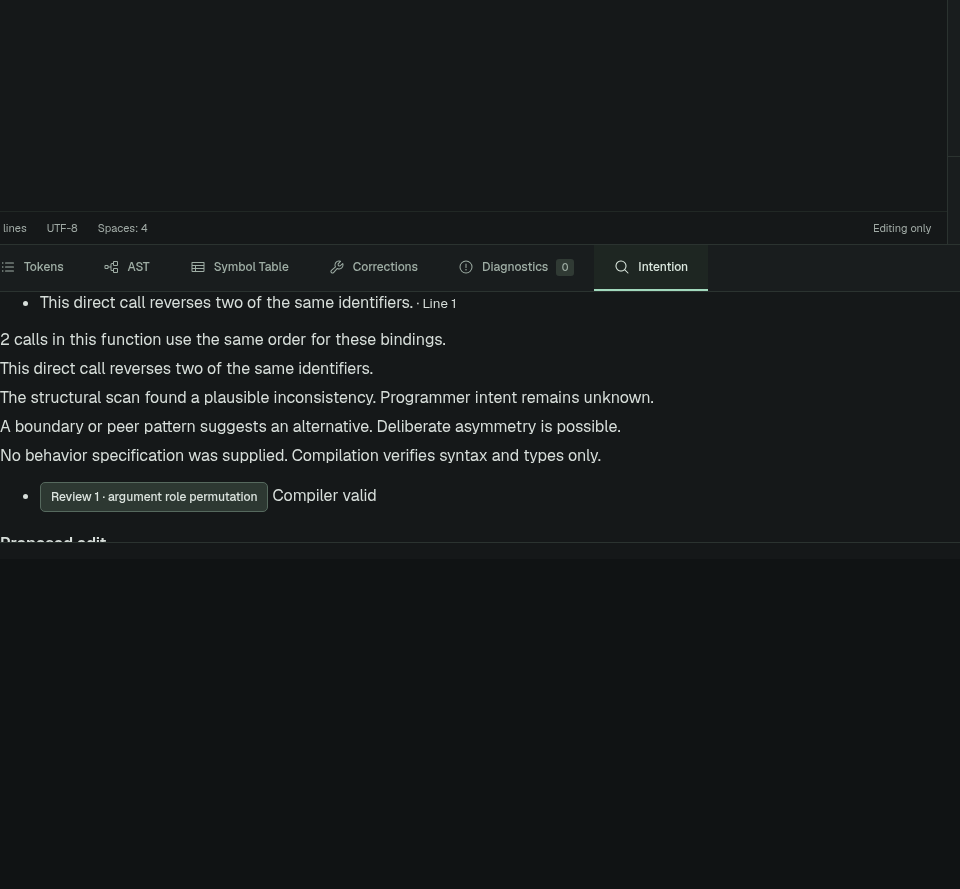 lines UTF-8 Spaces: 4 Editing only
Tokens AST Symbol Table Corrections Diagnostics 0 Intention
• This direct call reverses two of the same identifiers. · Line 1
2 calls in this function use the same order for these bindings.
This direct call reverses two of the same identifiers.
The structural scan found a plausible inconsistency. Programmer intent remains unknown.
A boundary or peer pattern suggests an alternative. Deliberate asymmetry is possible.
No behavior specification was supplied. Compilation verifies syntax and types only.
• Review 1 · argument role permutation Compiler valid
Proposed edit